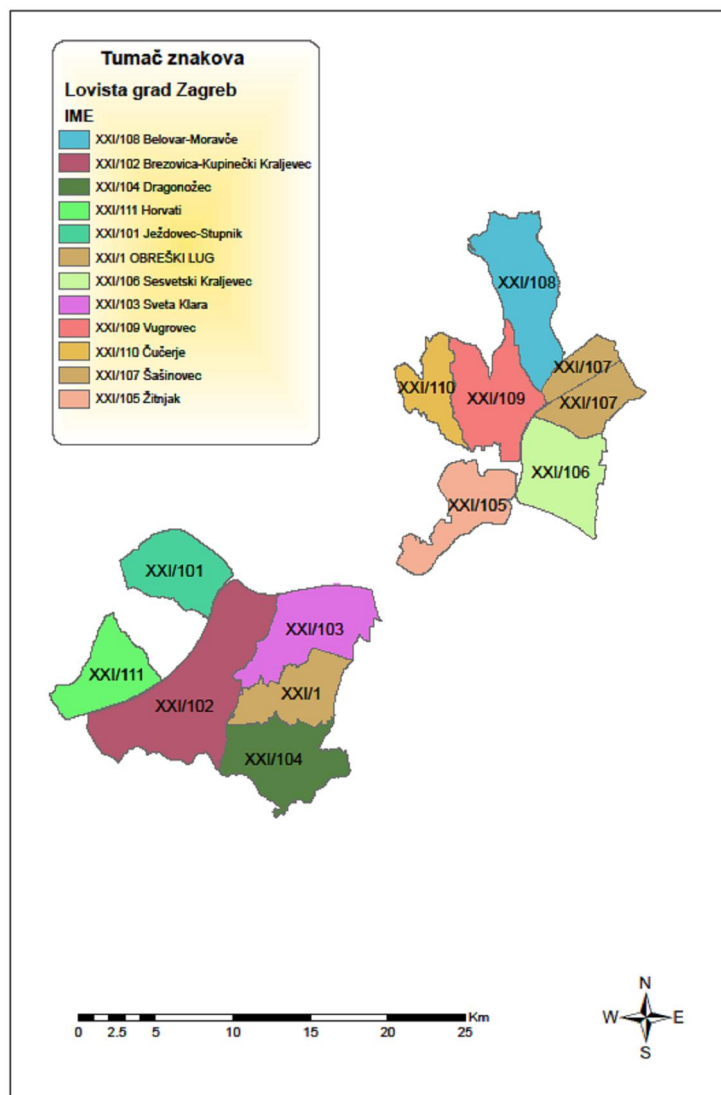 Tumač znakova
Lovista grad Zagreb
IME
XXI/108 Belovar-Moravče
XXI/102 Brezovica-Kupinečki Kraljevec
XXI/104 Dragonožec
XXI/111 Horvati
XXI/101 Ježdovec-Stupnik
XXI/1 OBREŠKI LUG
XXI/106 Sesvetski Kraljevec
XXI/103 Sveta Klara
XXI/109 Vugrovec
XXI/110 Čučerje
XXI/107 Šašinovec
XXI/105 Žitnjak
XXI/108
XXI/107
XXI/110
XXI/109
XXI/107
XXI/106
XXI/105
XXI/101
XXI/103
XXI/111
XXI/1
XXI/102
XXI/104
N
W E
S
Km
0 2.5 5 10 15 20 25